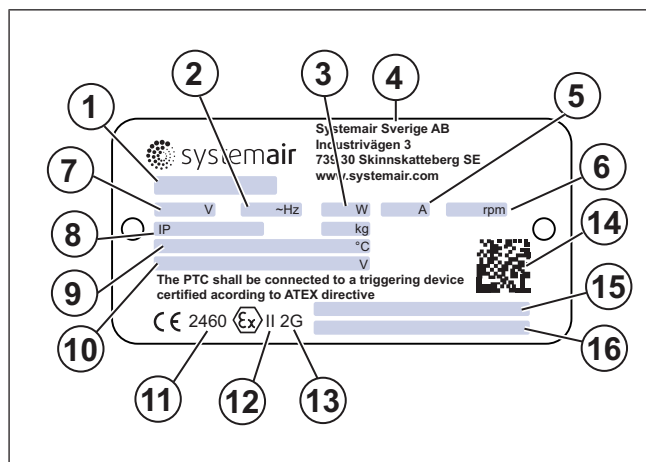 1
2
3
4
5
6
7
8
9
10
11
12
13
14
15
16
systemair
Systemair Sverige AB
Industrivägen 3
739 30 Skinnskatteberg SE
www.systemair.com
V ~Hz W A rpm
IP kg
°C
V
The PTC shall be connected to a triggering device
certified acording to ATEX directive
CE 2460 Ex II 2G